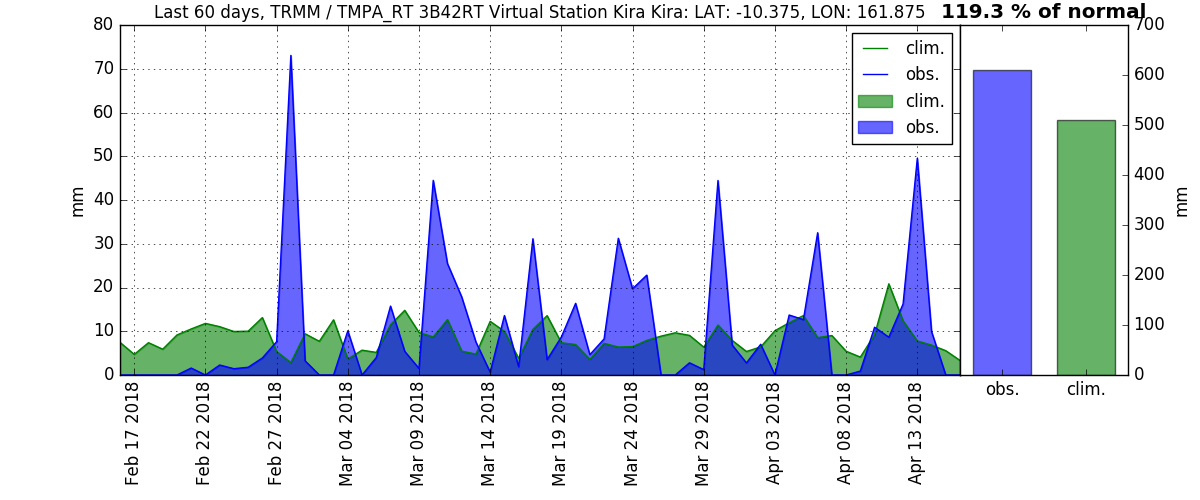 Last 60 days, TRMM / TMPA_RT 3B42RT Virtual Station Kira Kira: LAT: -10.375, LON: 161.875
119.3 % of normal
80
70
60
50
40
30
20
10
0
mm
clim.
obs.
clim.
obs.
700
600
500
400
300
200
100
0
mm
obs.
clim.
Feb 17 2018
Feb 22 2018
Feb 27 2018
Mar 04 2018
Mar 09 2018
Mar 14 2018
Mar 19 2018
Mar 24 2018
Mar 29 2018
Apr 03 2018
Apr 08 2018
Apr 13 2018